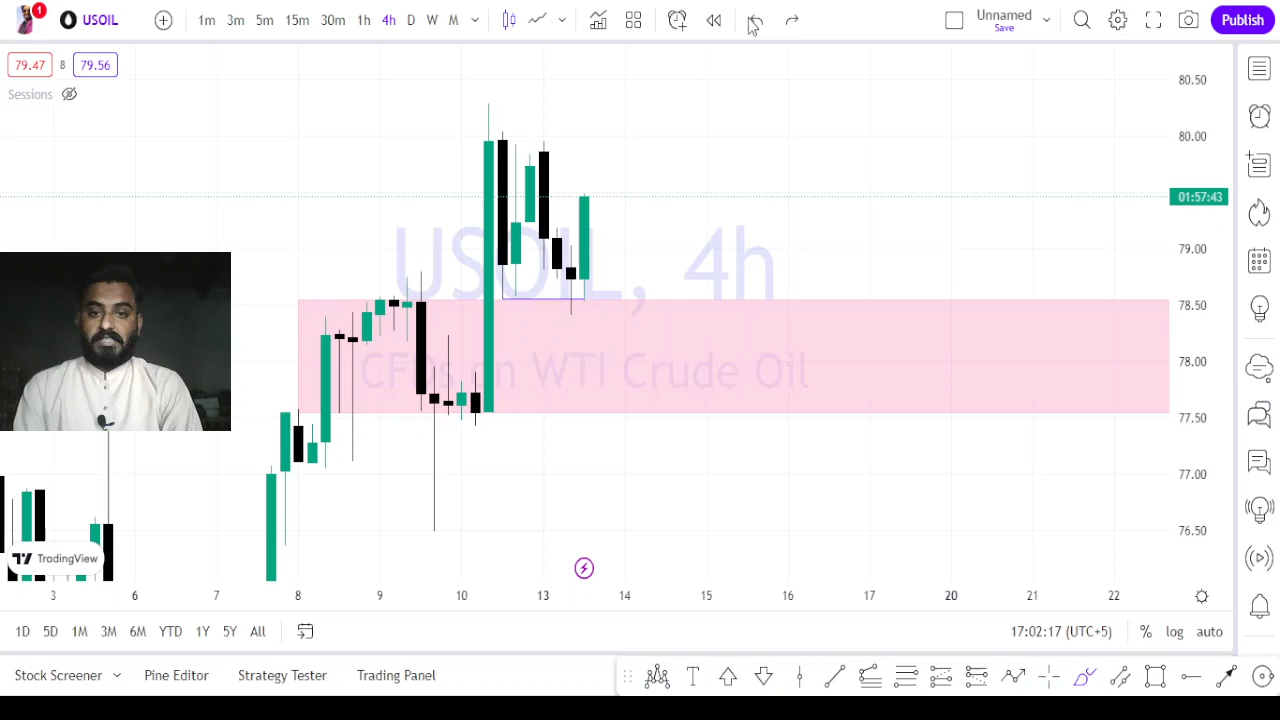 1 USOIL 1m 3m 5m 15m 30m 1h 4h D W M Unnamed Save Publish
79.47 8 79.56
Sessions
80.50
80.00
01:57:43
79.00
78.50
78.00
77.50
77.00
76.50
USOIL, 4h
CFDs on WTI Crude Oil
TradingView
3 6 7 8 9 10 13 14 15 16 17 20 21 22
1D 5D 1M 3M 6M YTD 1Y 5Y All 17:02:17 (UTC+5) % log auto
Stock Screener Pine Editor Strategy Tester Trading Panel